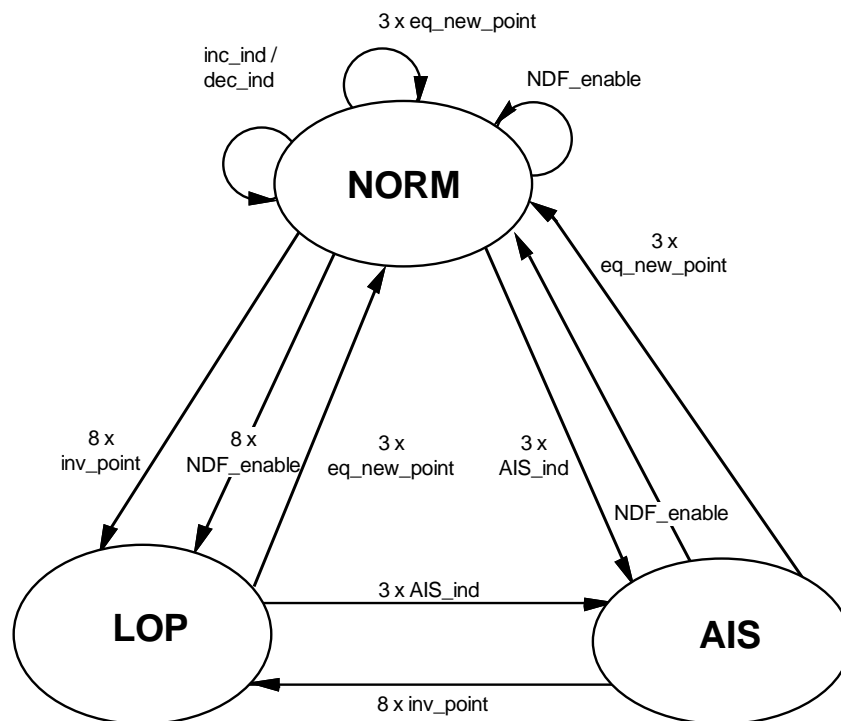 3 x eq_new_point
inc_ind /
dec_ind
NDF_enable
NORM
3 x
eq_new_point
8 x
inv_point
8 x
NDF_enable
3 x
eq_new_point
3 x
AIS_ind
NDF_enable
3 x AIS_ind
LOP
AIS
8 x inv_point